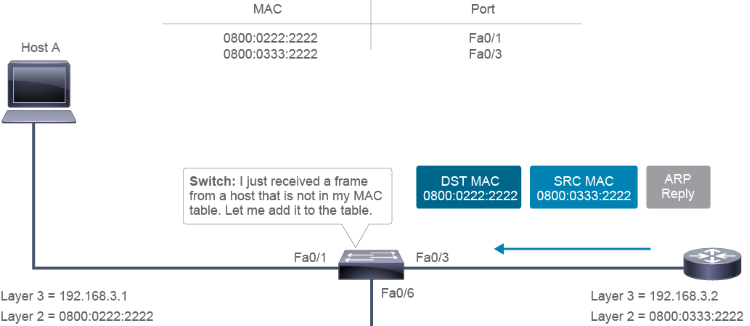 MAC Port
0800:0222:2222 Fa0/1
0800:0333:2222 Fa0/3
Host A
Switch: I just received a frame
from a host that is not in my MAC
table. Let me add it to the table.
DST MAC
0800:0222:2222
SRC MAC
0800:0333:2222
ARP
Reply
Fa0/1
Fa0/3
Fa0/6
Layer 3 = 192.168.3.1
Layer 2 = 0800:0222:2222
Layer 3 = 192.168.3.2
Layer 2 = 0800:0333:2222